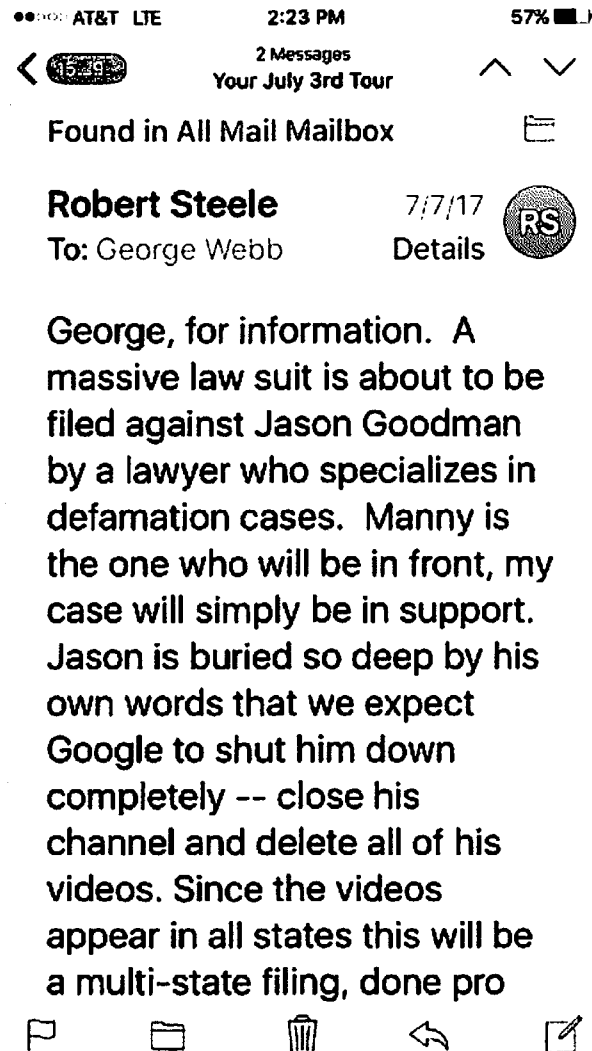 AT&T LTE 2:23 PM 57%
2 Messages
Your July 3rd Tour
Found in All Mail Mailbox
Robert Steele 7/7/17 RS
To: George Webb Details
George, for information. A
massive law suit is about to be
filed against Jason Goodman
by a lawyer who specializes in
defamation cases. Manny is
the one who will be in front, my
case will simply be in support.
Jason is buried so deep by his
own words that we expect
Google to shut him down
completely -- close his
channel and delete all of his
videos. Since the videos
appear in all states this will be
a multi-state filing, done pro